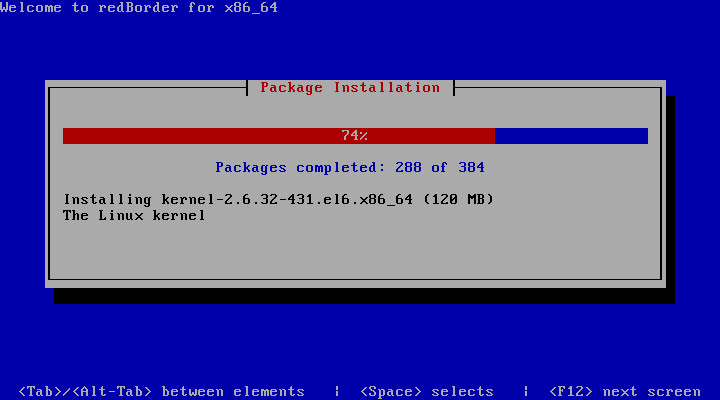 Welcome to redBorder for x86_64
Package Installation
74%
Packages completed: 288 of 384
Installing kernel-2.6.32-431.el6.x86_64 (120 MB)
The Linux kernel
<Tab>/<Alt-Tab> between elements | <Space> selects | <F12> next screen